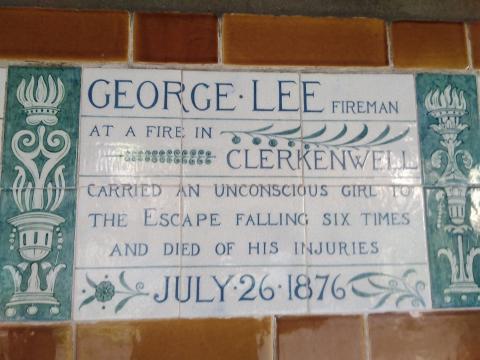 GEORGE·LEE FIREMAN
AT A FIRE IN
CLERKENWELL
CARRIED AN UNCONSCIOUS GIRL TO
THE ESCAPE FALLING SIX TIMES
AND DIED OF HIS INJURIES
JULY·26·1876